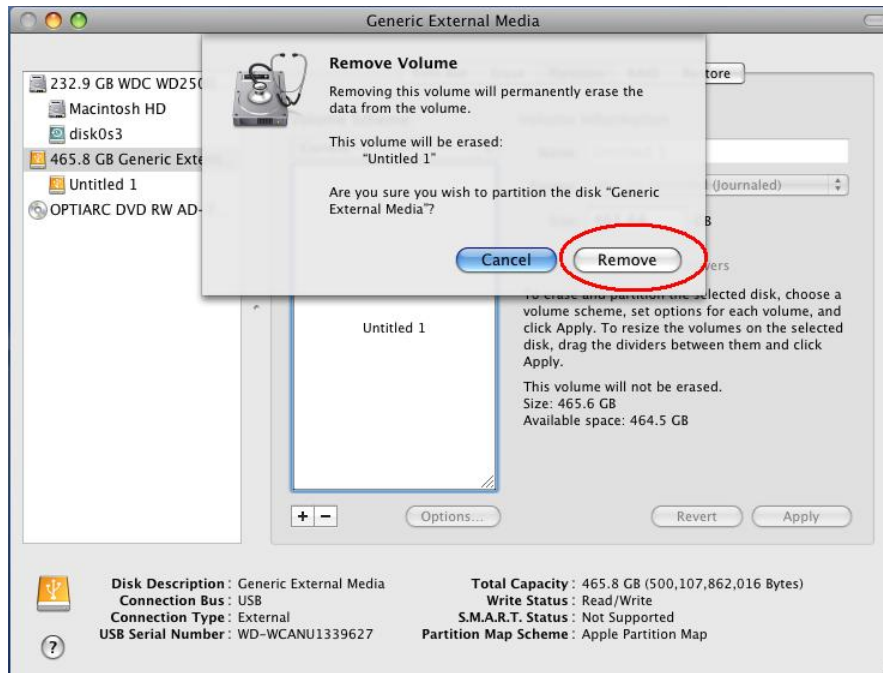 Generic External Media
Remove Volume
Removing this volume will permanently erase the
data from the volume.
This volume will be erased:
“Untitled 1”
Are you sure you wish to partition the disk “Generic
External Media”?
Cancel
Remove
232.9 GB WDC
Macintosh HD
disk0s3
465.8 GB Generic
Untitled 1
OPTIARC DVD RW
(Journaled)
Untitled 1
To erase and partition the selected disk, choose a
volume scheme, set options for each volume, and
click Apply. To resize the volumes on the selected
disk, drag the dividers between them and click
Apply.
This volume will not be erased.
Size: 465.6 GB
Available space: 464.5 GB
+ −
Options...
Revert
Apply
Disk Description : Generic External Media
Connection Bus : USB
Connection Type : External
USB Serial Number : WD-WCANU1339627
Total Capacity : 465.8 GB (500,107,862,016 Bytes)
Write Status : Read/Write
S.M.A.R.T. Status : Not Supported
Partition Map Scheme : Apple Partition Map
?